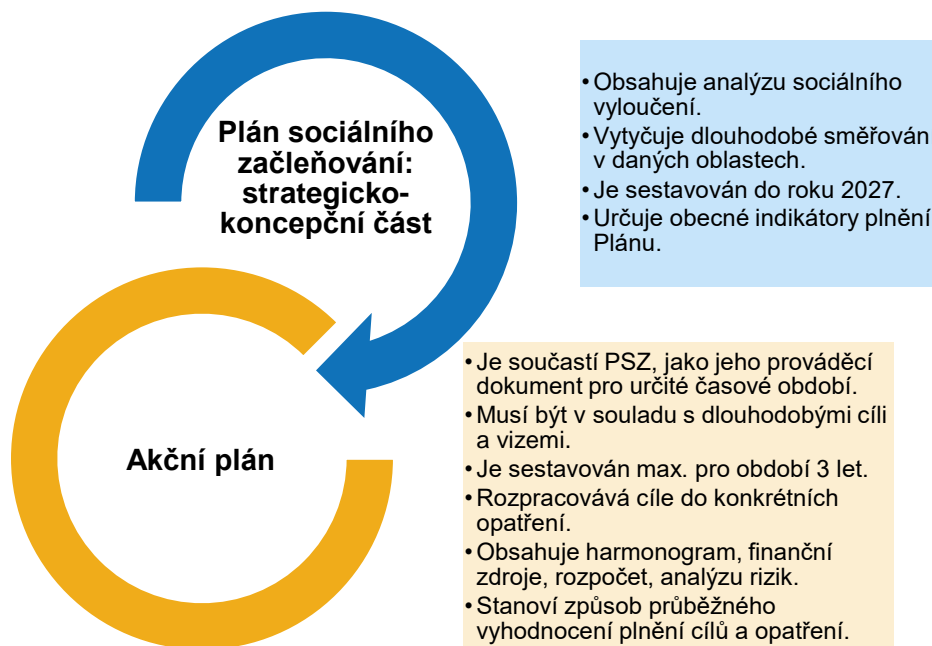 Plán sociálního
začleňování:
strategicko-
koncepční část
• Obsahuje analýzu sociálního
vyloučení.
• Vytyčuje dlouhodobé směřován
v daných oblastech.
• Je sestavován do roku 2027.
• Určuje obecné indikátory plnění
Plánu.
Akční plán
• Je součastí PSZ, jako jeho prováděcí
dokument pro určité časové období.
• Musí být v souladu s dlouhodobými cíli
a vizemi.
• Je sestavován max. pro období 3 let.
• Rozpracovává cíle do konkrétních
opatření.
• Obsahuje harmonogram, finanční
zdroje, rozpočet, analýzu rizik.
• Stanoví způsob průběžného
vyhodnocení plnění cílů a opatření.